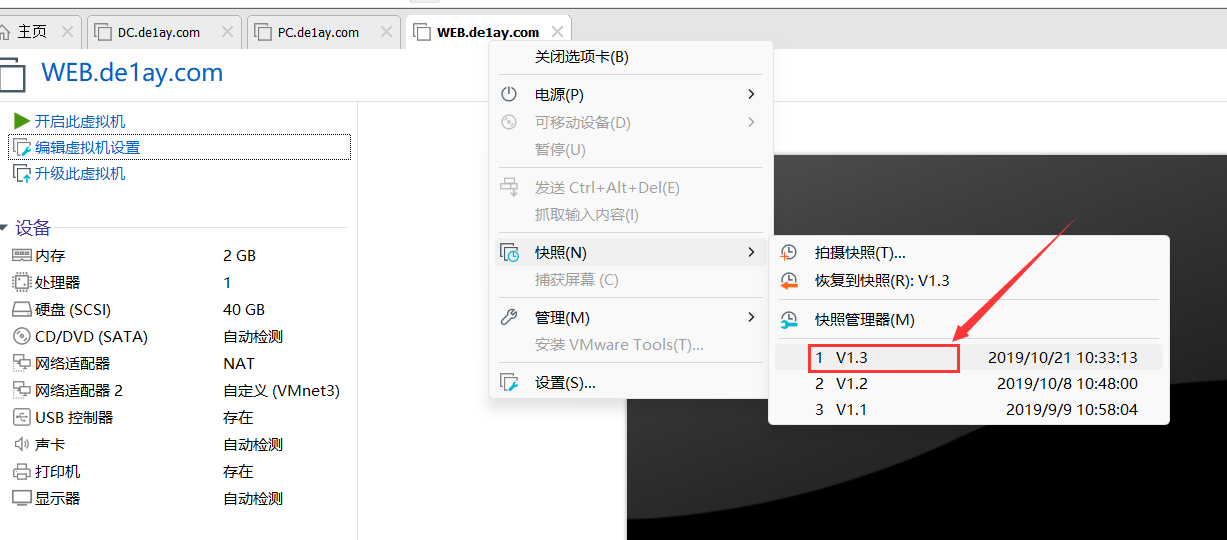 主页
DC.de1ay.com
PC.de1ay.com
WEB.de1ay.com
WEB.de1ay.com
开启此虚拟机
编辑虚拟机设置
升级此虚拟机
设备
内存 2 GB
处理器 1
硬盘 (SCSI) 40 GB
CD/DVD (SATA) 自动检测
网络适配器 NAT
网络适配器 2 自定义 (VMnet3)
USB 控制器 存在
声卡 自动检测
打印机 存在
显示器 自动检测
关闭选项卡(B)
电源(P)
可移动设备(D)
暂停(U)
发送 Ctrl+Alt+Del(E)
抓取输入内容(I)
快照(N)
捕获屏幕 (C)
管理(M)
安装 VMware Tools(T)...
设置(S)...
拍摄快照(T)...
恢复到快照(R): V1.3
快照管理器(M)
1 V1.3 2019/10/21 10:33:13
2 V1.2 2019/10/8 10:48:00
3 V1.1 2019/9/9 10:58:04